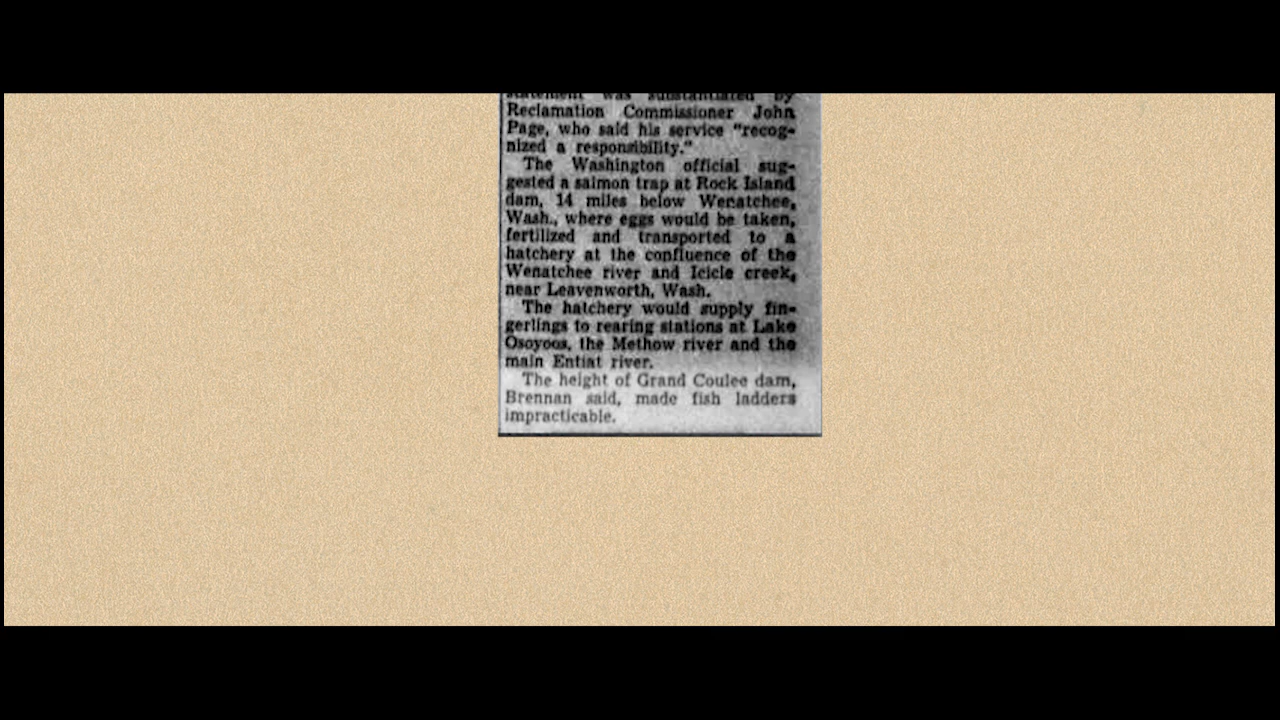 statement was substantiated by
Reclamation Commissioner John
Page, who said his service "recog-
nized a responsibility."
The Washington official sug-
gested a salmon trap at Rock Island
dam, 14 miles below Wenatchee,
Wash., where eggs would be taken,
fertilized and transported to a
hatchery at the confluence of the
Wenatchee river and Icicle creek,
near Leavenworth, Wash.
The hatchery would supply fin-
gerlings to rearing stations at Lake
Osoyoos, the Methow river and the
main Entiat river.
The height of Grand Coulee dam,
Brennan said, made fish ladders
impracticable.